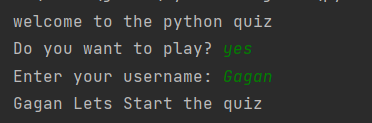 welcome to the python quiz
Do you want to play? yes
Enter your username: Gagan
Gagan Lets Start the quiz